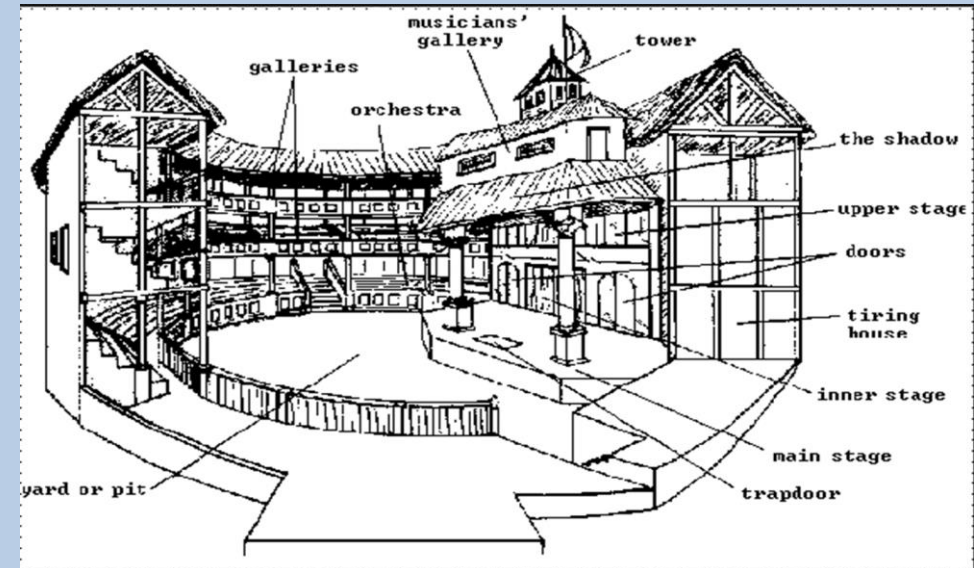 musicians'
gallery
tower
galleries
orchestra
the shadow
upper stage
doors
tiring
house
inner stage
main stage
yard or pit
trapdoor